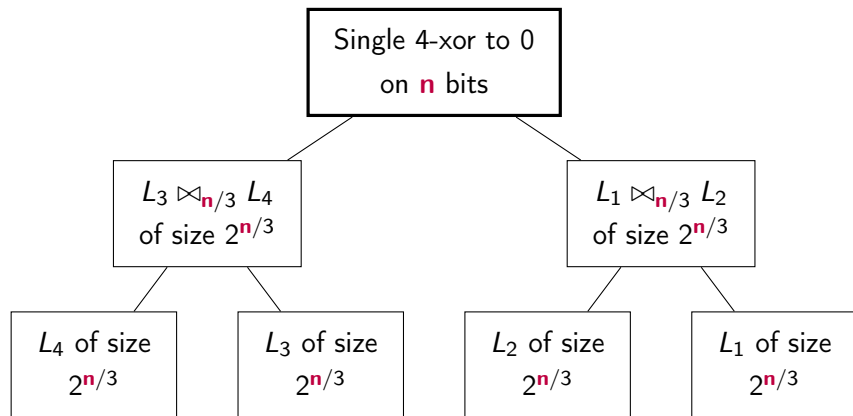 Single 4-xor to 0
on n bits
L₃ ⋈ₙ/₃ L₄
of size 2ⁿ/³
L₁ ⋈ₙ/₃ L₂
of size 2ⁿ/³
L₄ of size
2ⁿ/³
L₃ of size
2ⁿ/³
L₂ of size
2ⁿ/³
L₁ of size
2ⁿ/³